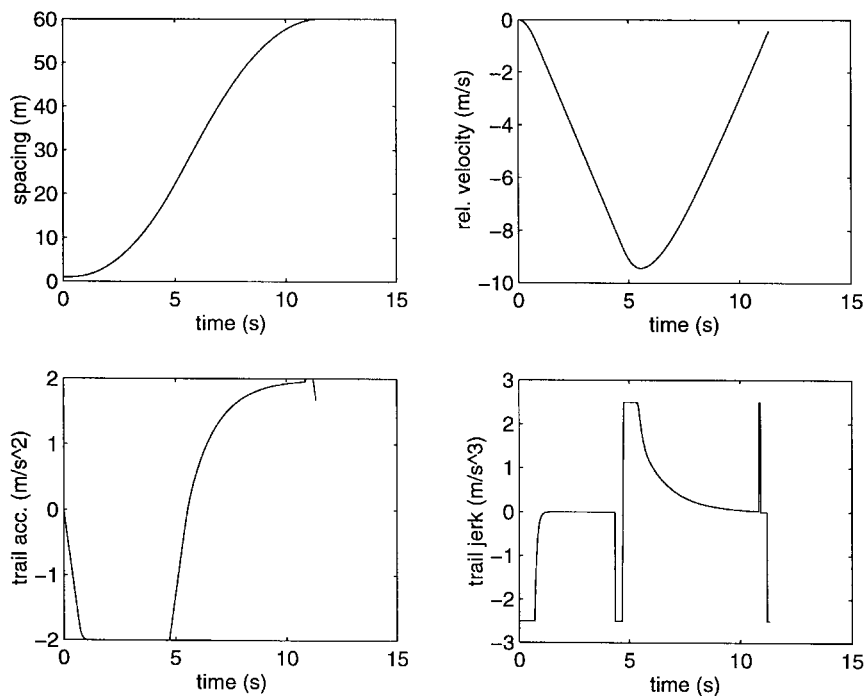 60
50
40
30
20
10
0
spacing (m)
0 5 10 15
time (s)
0
−2
−4
−6
−8
−10
rel. velocity (m/s)
0 5 10 15
time (s)
2
1
0
−1
−2
trail acc. (m/s^2)
0 5 10 15
time (s)
3
2
1
0
−1
−2
−3
trail jerk (m/s^3)
0 5 10 15
time (s)